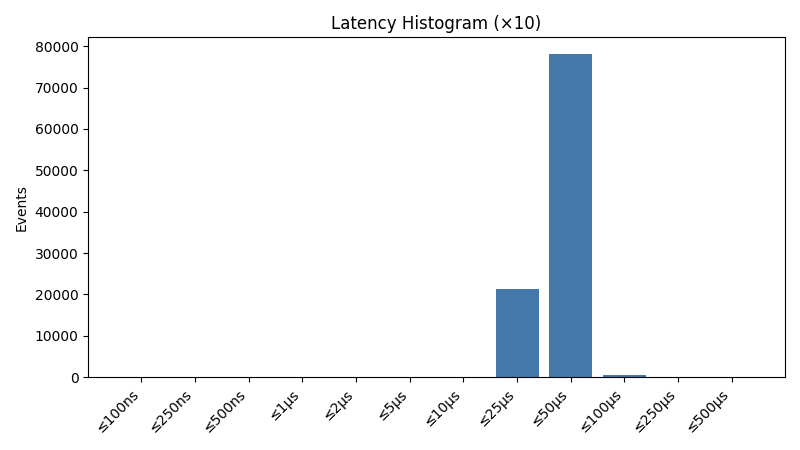 Latency Histogram (×10)
80000
70000
60000
50000
40000
30000
20000
10000
0
Events
≤100ns
≤250ns
≤500ns
≤1µs
≤2µs
≤5µs
≤10µs
≤25µs
≤50µs
≤100µs
≤250µs
≤500µs